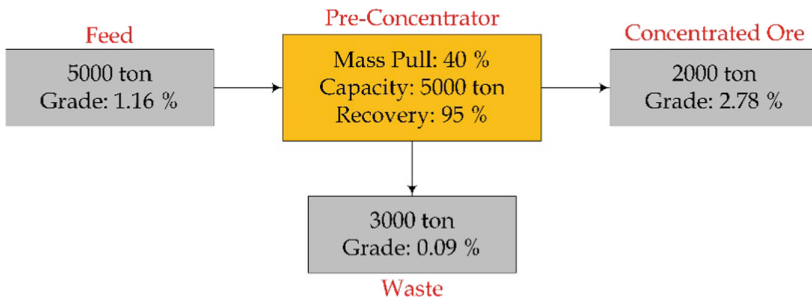 Pre-Concentrator
Feed
Concentrated Ore
5000 ton
Grade: 1.16 %
Mass Pull: 40 %
Capacity: 5000 ton
Recovery: 95 %
2000 ton
Grade: 2.78 %
3000 ton
Grade: 0.09 %
Waste